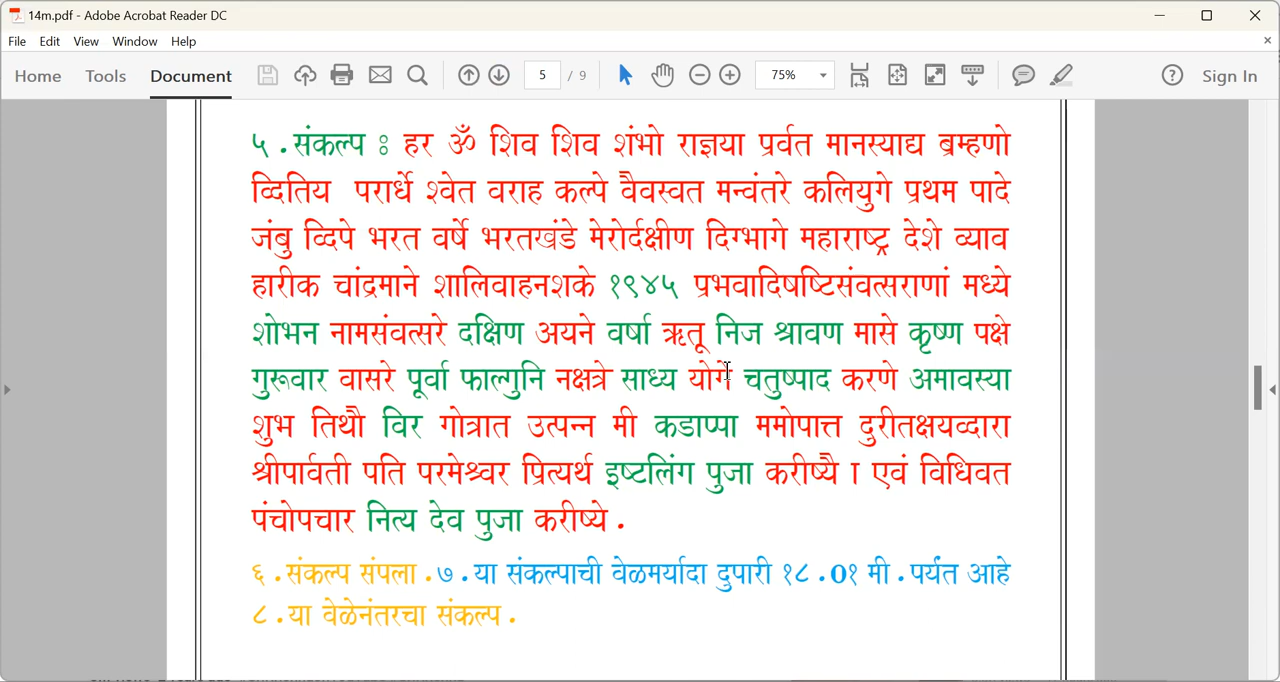 14m.pdf - Adobe Acrobat Reader DC
File Edit View Window Help
Home Tools Document 5 / 9 75% Sign In
५.संकल्प ः हर ॐ शिव शिव शंभो राज्ञया प्रर्वत मानस्याद्य ब्रम्हणो
व्दितिय परार्धे श्वेत वराह कल्पे वैवस्वत मन्वंतरे कलियुगे प्रथम पादे
जंबु व्दिपे भरत वर्षे भरतखंडे मेरोर्दक्षीण दिग्भागे महाराष्ट्र देशे व्याव
हारीक चांद्रमाने शालिवाहनशके १९४५ प्रभवादिषष्टिसंवत्सराणां मध्ये
शोभन नामसंवत्सरे दक्षिण अयने वर्षा ऋतू निज श्रावण मासे कृष्ण पक्षे
गुरूवार वासरे पूर्वा फाल्गुनि नक्षत्रे साध्य योगे चतुष्पाद करणे अमावस्या
शुभ तिथौ विर गोत्रात उत्पन्न मी कडाप्पा ममोपात्त दुरीतक्षयव्दारा
श्रीपार्वती पति परमेश्र्वर प्रित्यर्थ इष्टलिंग पुजा करीष्यै । एवं विधिवत
पंचोपचार नित्य देव पुजा करीष्ये.
६.संकल्प संपला.७.या संकल्पाची वेळमर्यादा दुपारी १८.0१ मी.पर्यंत आहे
८.या वेळेनंतरचा संकल्प.